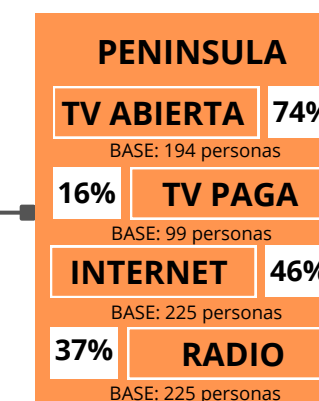 PENINSULA
TV ABIERTA 74%
BASE: 194 personas
16% TV PAGA
BASE: 99 personas
INTERNET 46%
BASE: 225 personas
37% RADIO
BASE: 225 personas